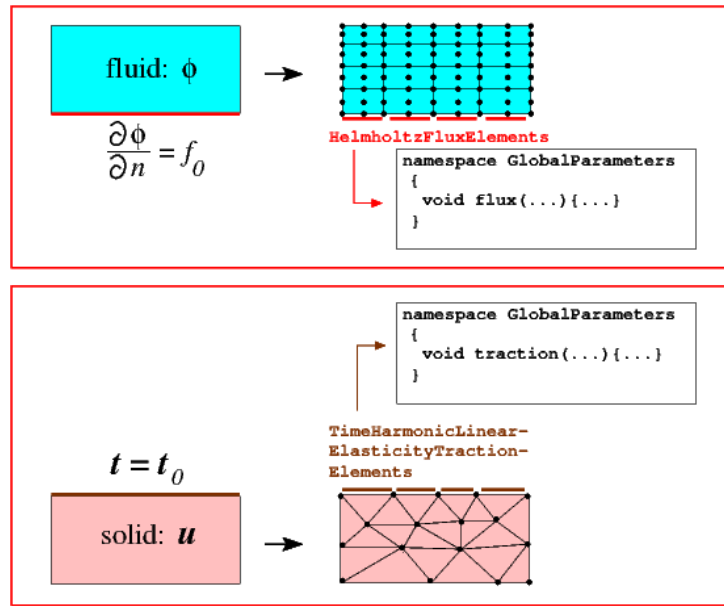 fluid: ϕ
∂ϕ/∂n = f₀
HelmholtzFluxElements
namespace GlobalParameters
{
void flux(...){...}
}
namespace GlobalParameters
{
void traction(...){...}
}
TimeHarmonicLinear-
ElasticityTraction-
Elements
t = t₀
solid: u